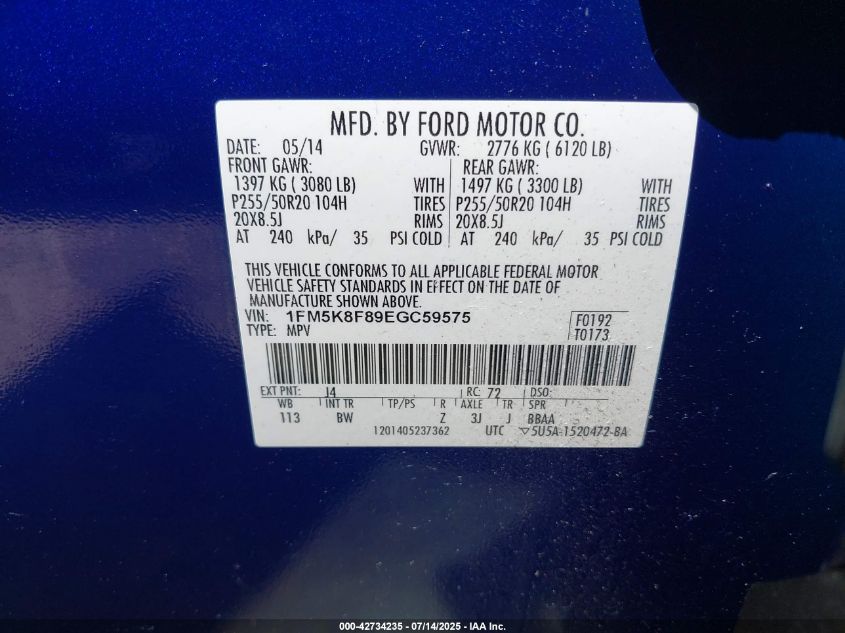 MFD. BY FORD MOTOR CO.
DATE: 05/14 GVWR: 2776 KG ( 6120 LB)
FRONT GAWR: REAR GAWR:
1397 KG ( 3080 LB) WITH 1497 KG ( 3300 LB) WITH
P255/50R20 104H TIRES P255/50R20 104H TIRES
20X8.5J RIMS 20X8.5J RIMS
AT 240 kPa/ 35 PSI COLD AT 240 kPa/ 35 PSI COLD
THIS VEHICLE CONFORMS TO ALL APPLICABLE FEDERAL MOTOR
VEHICLE SAFETY STANDARDS IN EFFECT ON THE DATE OF
MANUFACTURE SHOWN ABOVE.
VIN: 1FM5K8F89EGC59575 F0192
TYPE: MPV T0173
EXT PNT: J4 RC: 72 DSO:
WB INT TR TP/PS R AXLE TR SPR
113 BW Z 3J J BBAA
1201405237362 UTC ▽5U5A-1520472-BA
000-42734235 - 07/14/2025 - IAA Inc.